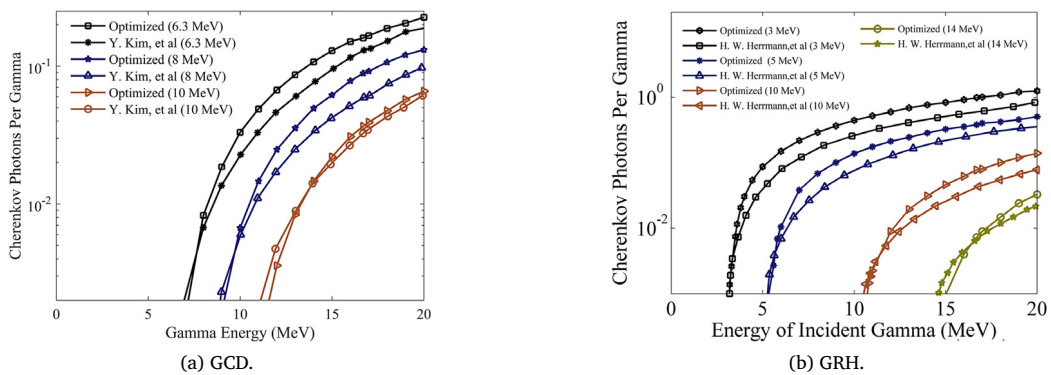 Cherenkov Photons Per Gamma
10^-1
10^-2
Optimized (6.3 MeV)
Y. Kim, et al (6.3 MeV)
Optimized (8 MeV)
Y. Kim, et al (8 MeV)
Optimized (10 MeV)
Y. Kim, et al (10 MeV)
0 5 10 15 20
Gamma Energy (MeV)
(a) GCD.
Cherenkov Photons Per Gamma
10^0
10^-2
Optimized (3 MeV)
H. W. Herrmann,et al (3 MeV)
Optimized (5 MeV)
H. W. Herrmann,et al (5 MeV)
Optimized (10 MeV)
H. W. Herrmann,et al (10 MeV)
Optimized (14 MeV)
H. W. Herrmann,et al (14 MeV)
0 5 10 15 20
Energy of Incident Gamma (MeV)
(b) GRH.